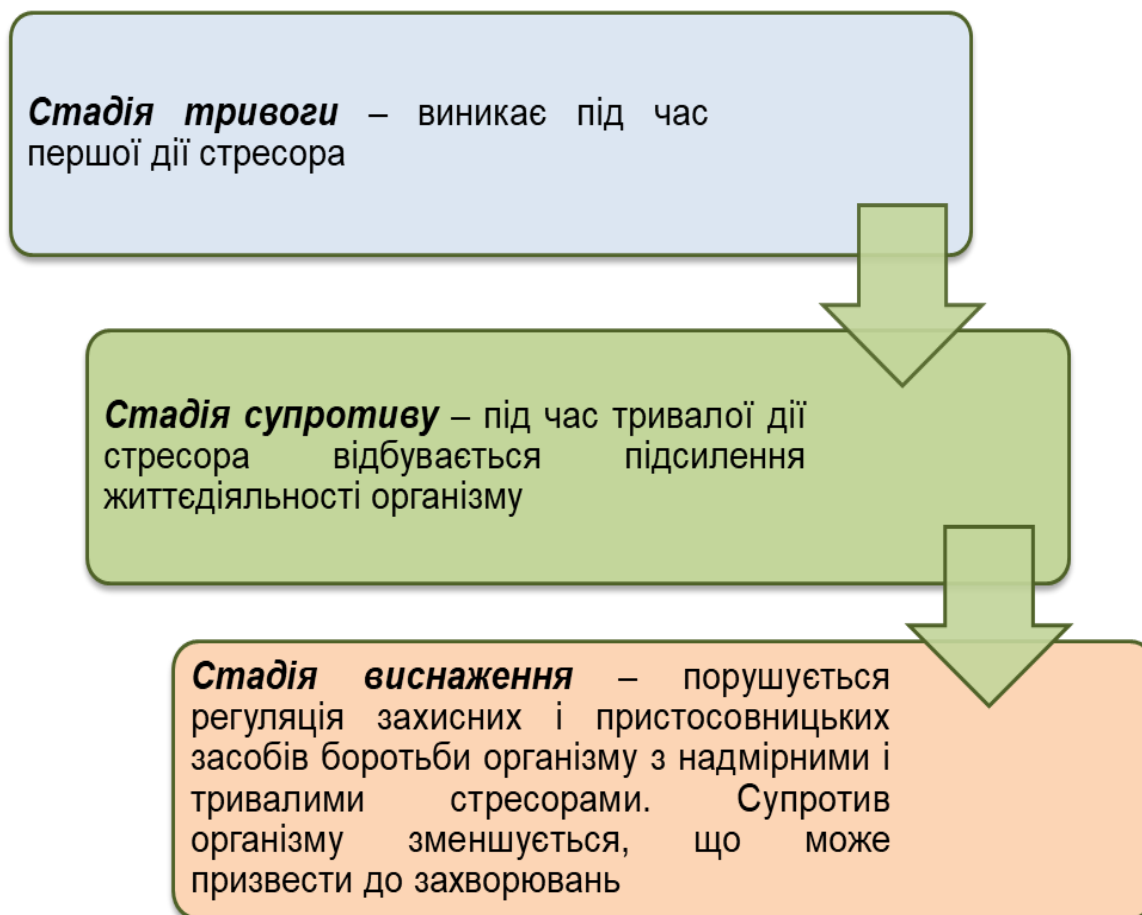 Стадія тривоги – виникає під час
першої дії стресора
Стадія супротиву – під час тривалої дії
стресора відбувається підсилення
життєдіяльності організму
Стадія виснаження – порушується
регуляція захисних і пристосовницьких
засобів боротьби організму з надмірними і
тривалими стресорами. Супротив
організму зменшується, що може
призвести до захворювань